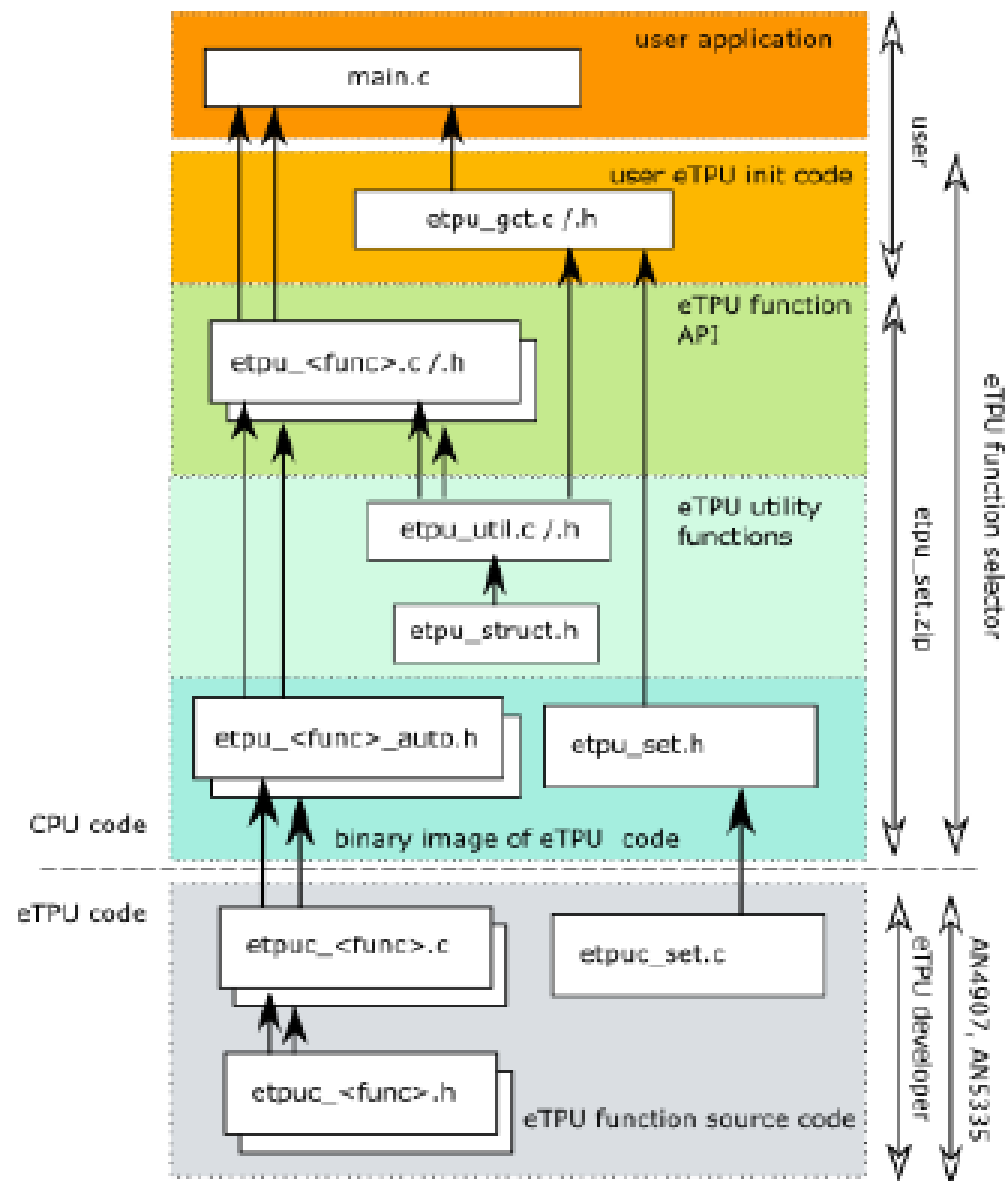 user application
main.c
user eTPU init code
etpu_gct.c /.h
eTPU function
API
etpu_<func>.c /.h
eTPU utility
functions
etpu_util.c /.h
etpu_struct.h
etpu_<func>_auto.h
etpu_set.h
CPU code
binary image of eTPU code
eTPU code
etpuc_<func>.c
etpuc_set.c
etpuc_<func>.h
eTPU function source code
user
etpu_set.zip
eTPU function selector
eTPU developer
AN4907, AN5335